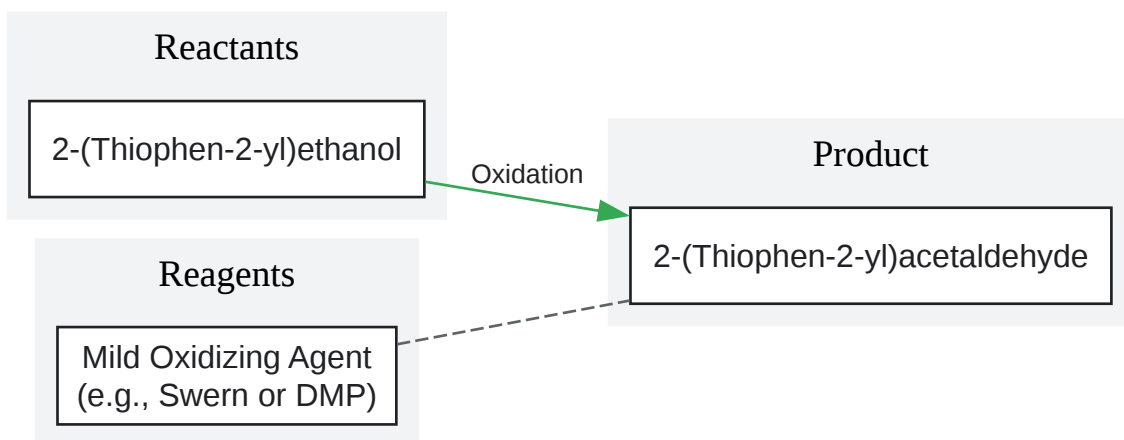 Reactants
2-(Thiophen-2-yl)ethanol
Oxidation
Product
2-(Thiophen-2-yl)acetaldehyde
Reagents
Mild Oxidizing Agent
(e.g., Swern or DMP)